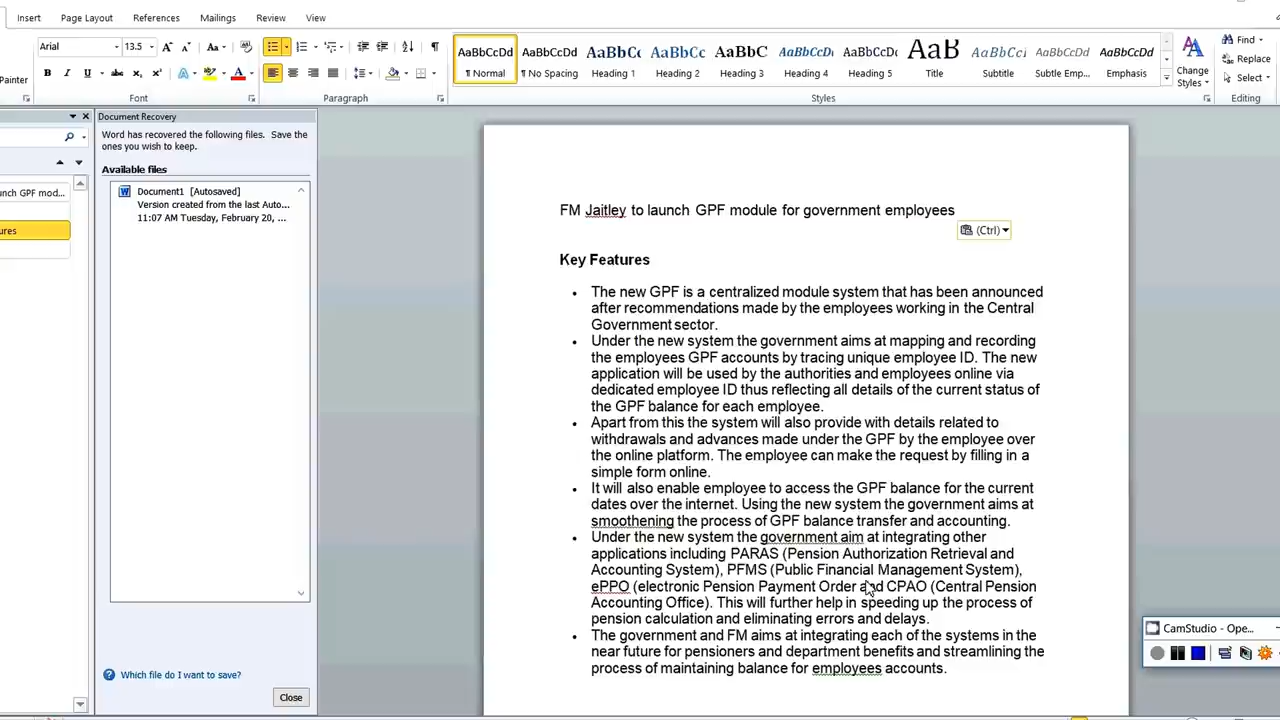 Insert Page Layout References Mailings Review View
Arial 13.5 Aa
AaBbCcDd AaBbCcDd AaBbCc AaBbCc AaBbC AaBbCcDc AaBbCcDc AaB AaBbCcI AaBbCcDd AaBbCcDd
¶ Normal ¶ No Spacing Heading 1 Heading 2 Heading 3 Heading 4 Heading 5 Title Subtitle Subtle Emp... Emphasis
Change
Styles
Find
Replace
Select
Painter
Font Paragraph Styles Editing
Document Recovery
Word has recovered the following files. Save the
ones you wish to keep.
Available files
Document1 [Autosaved]
Version created from the last Auto...
11:07 AM Tuesday, February 20, ...
unch GPF mod...
ures
Which file do I want to save?
Close
FM Jaitley to launch GPF module for government employees
(Ctrl)
Key Features
• The new GPF is a centralized module system that has been announced
after recommendations made by the employees working in the Central
Government sector.
• Under the new system the government aims at mapping and recording
the employees GPF accounts by tracing unique employee ID. The new
application will be used by the authorities and employees online via
dedicated employee ID thus reflecting all details of the current status of
the GPF balance for each employee.
• Apart from this the system will also provide with details related to
withdrawals and advances made under the GPF by the employee over
the online platform. The employee can make the request by filling in a
simple form online.
• It will also enable employee to access the GPF balance for the current
dates over the internet. Using the new system the government aims at
smoothening the process of GPF balance transfer and accounting.
• Under the new system the government aim at integrating other
applications including PARAS (Pension Authorization Retrieval and
Accounting System), PFMS (Public Financial Management System),
ePPO (electronic Pension Payment Order and CPAO (Central Pension
Accounting Office). This will further help in speeding up the process of
pension calculation and eliminating errors and delays.
• The government and FM aims at integrating each of the systems in the
near future for pensioners and department benefits and streamlining the
process of maintaining balance for employees accounts.
CamStudio - Ope...